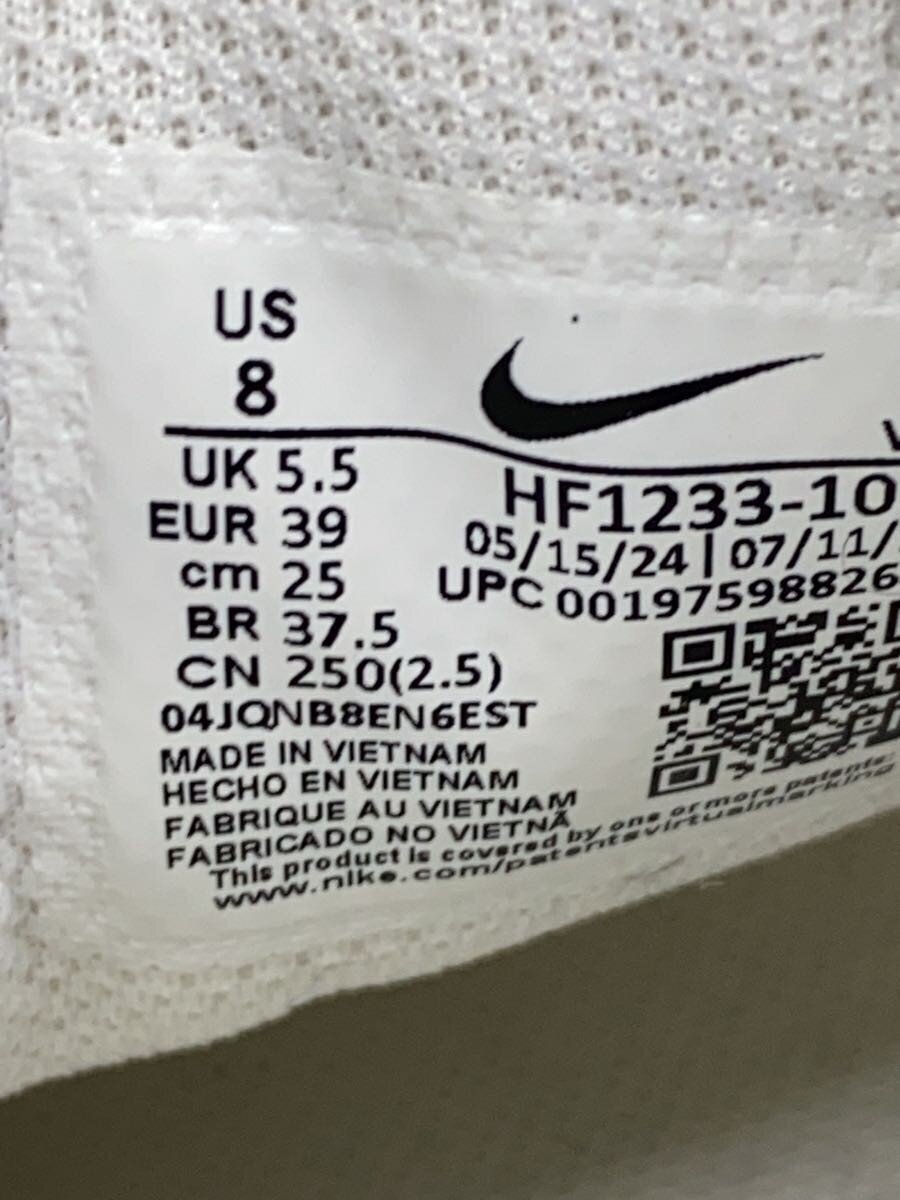 US
8
UK 5.5
EUR 39
cm 25
BR 37.5
CN 250(2.5)
HF1233-10
05/15/24 | 07/11/
UPC 00197598826
04JQNB8EN6EST
MADE IN VIETNAM
HECHO EN VIETNAM
FABRIQUE AU VIETNAM
FABRICADO NO VIETNÃ
This product is covered by one or more patents:
www.nike.com/patentsvirtualmarking